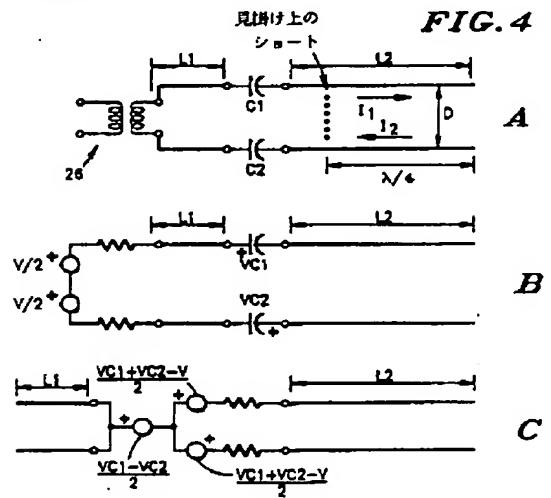 FIG. 4
見掛け上の
ショート
L1
L2
C1
C2
I1
I2
D
λ/4
26
A
L1
L2
V/2 +
V/2 +
+
VC1
VC2
+
B
L1
VC1+VC2-V
2
L2
+
+
+
VC1-VC2
2
VC1+VC2-V
2
C